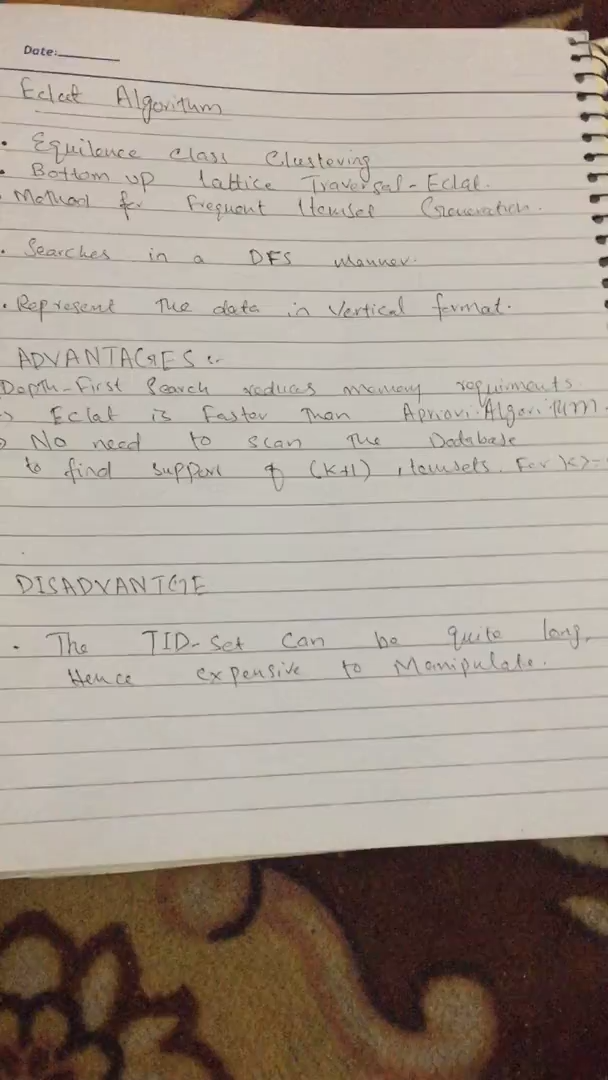 Date:
Eclat Algorithm
• Equilence Class Clustering
• Bottom up lattice Traversal-Eclat.
• Method for Frequent Itemset Generation.
• Searches in a DFS manner.
• Represent The data in Vertical format.
ADVANTAGES :-
Depth-First Search reduces memory requirments
-> Eclat is Faster Than Apriori Algorithm.
-> No need to scan The Database
to find support of (K+1) itemsets. For K>=
DISADVANTGE
• The TID-Set Can be quite long,
Hence expensive to Manipulate.